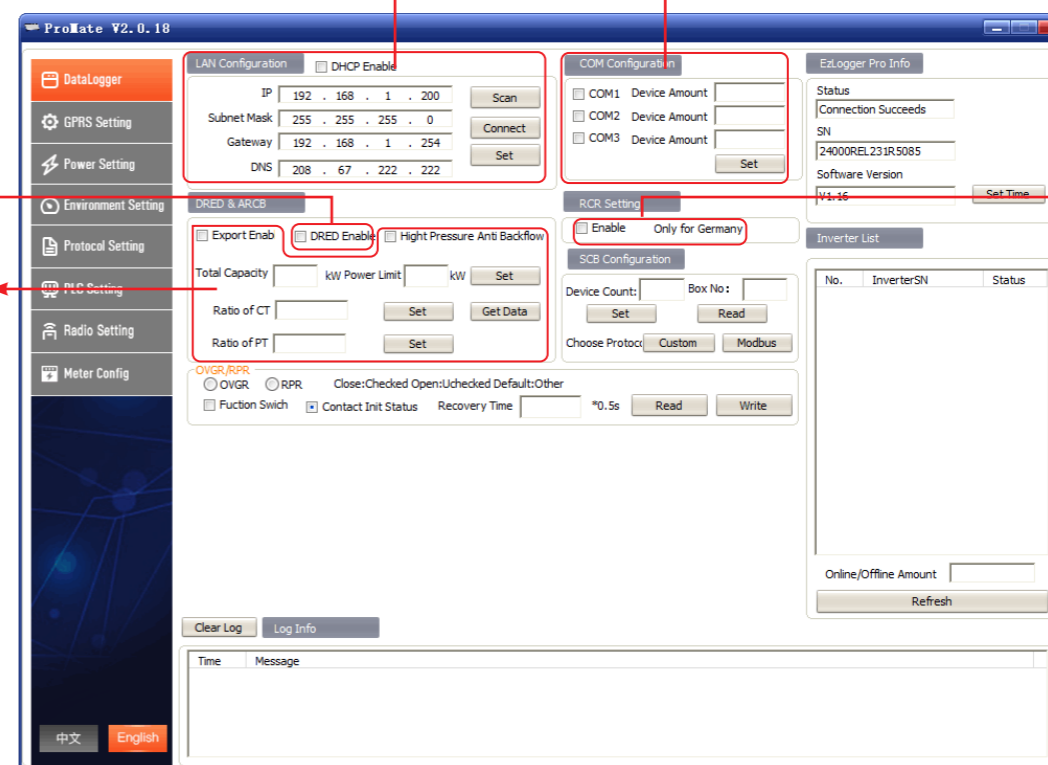 ProMate V2.0.18
DataLogger
GPRS Setting
Power Setting
Environment Setting
Protocol Setting
PLC Setting
Radio Setting
Meter Config
中文 English
LAN Configuration
DHCP Enable
IP 192 . 168 . 1 . 200 Scan
Subnet Mask 255 . 255 . 255 . 0 Connect
Gateway 192 . 168 . 1 . 254 Set
DNS 208 . 67 . 222 . 222
COM Configuration
COM1 Device Amount
COM2 Device Amount
COM3 Device Amount
Set
EzLogger Pro Info
Status
Connection Succeeds
SN
24000REL231R5085
Software Version
V1.16 Set Time
DRED & ARCB
Export Enab DRED Enable Hight Pressure Anti Backflow
Total Capacity kW Power Limit kW Set
Ratio of CT Set Get Data
Ratio of PT Set
RCR Setting
Enable Only for Germany
SCB Configuration
Device Count: Box No:
Set Read
Choose Protocc Custom Modbus
OVGR/RPR
OVGR RPR Close:Checked Open:Uchecked Default:Other
Fuction Swich Contact Init Status Recovery Time *0.5s Read Write
Inverter List
No. InverterSN Status
Online/Offline Amount
Refresh
Clear Log Log Info
Time Message